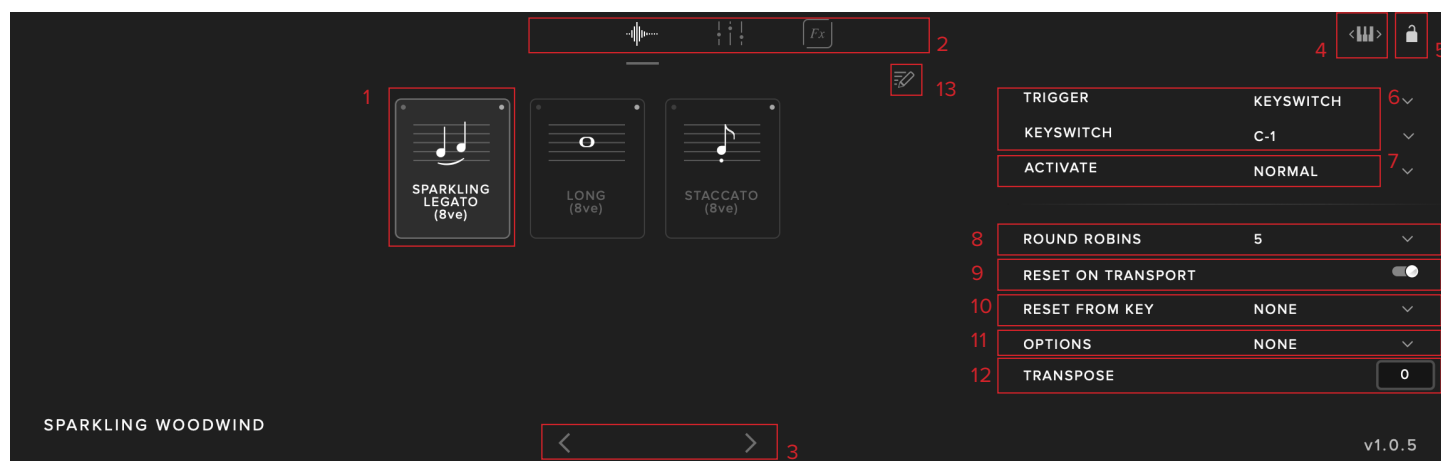 Fx
2
4
5
1
13
TRIGGER KEYSWITCH 6
KEYSWITCH C-1
ACTIVATE NORMAL 7
SPARKLING
LEGATO
(8ve)
LONG
(8ve)
STACCATO
(8ve)
8 ROUND ROBINS 5
9 RESET ON TRANSPORT
10 RESET FROM KEY NONE
11 OPTIONS NONE
12 TRANSPOSE 0
SPARKLING WOODWIND
3
v1.0.5